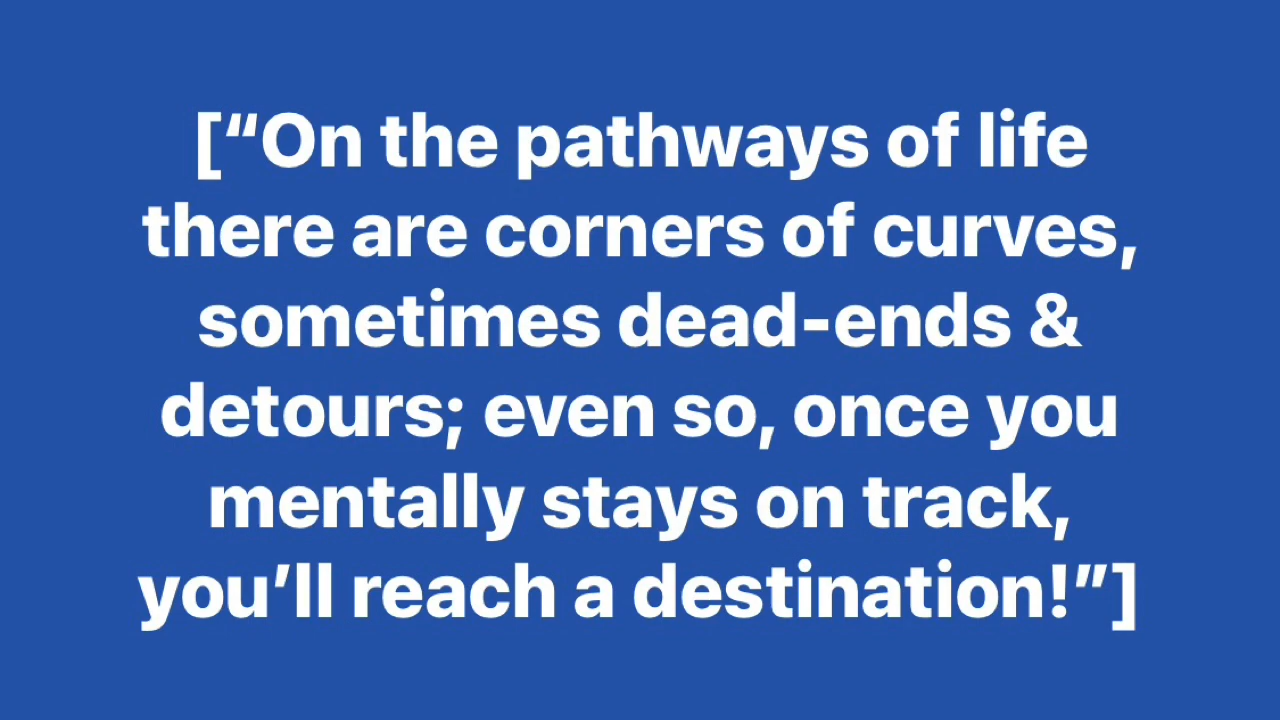 [“On the pathways of life
there are corners of curves,
sometimes dead-ends &
detours; even so, once you
mentally stays on track,
you’ll reach a destination!”]